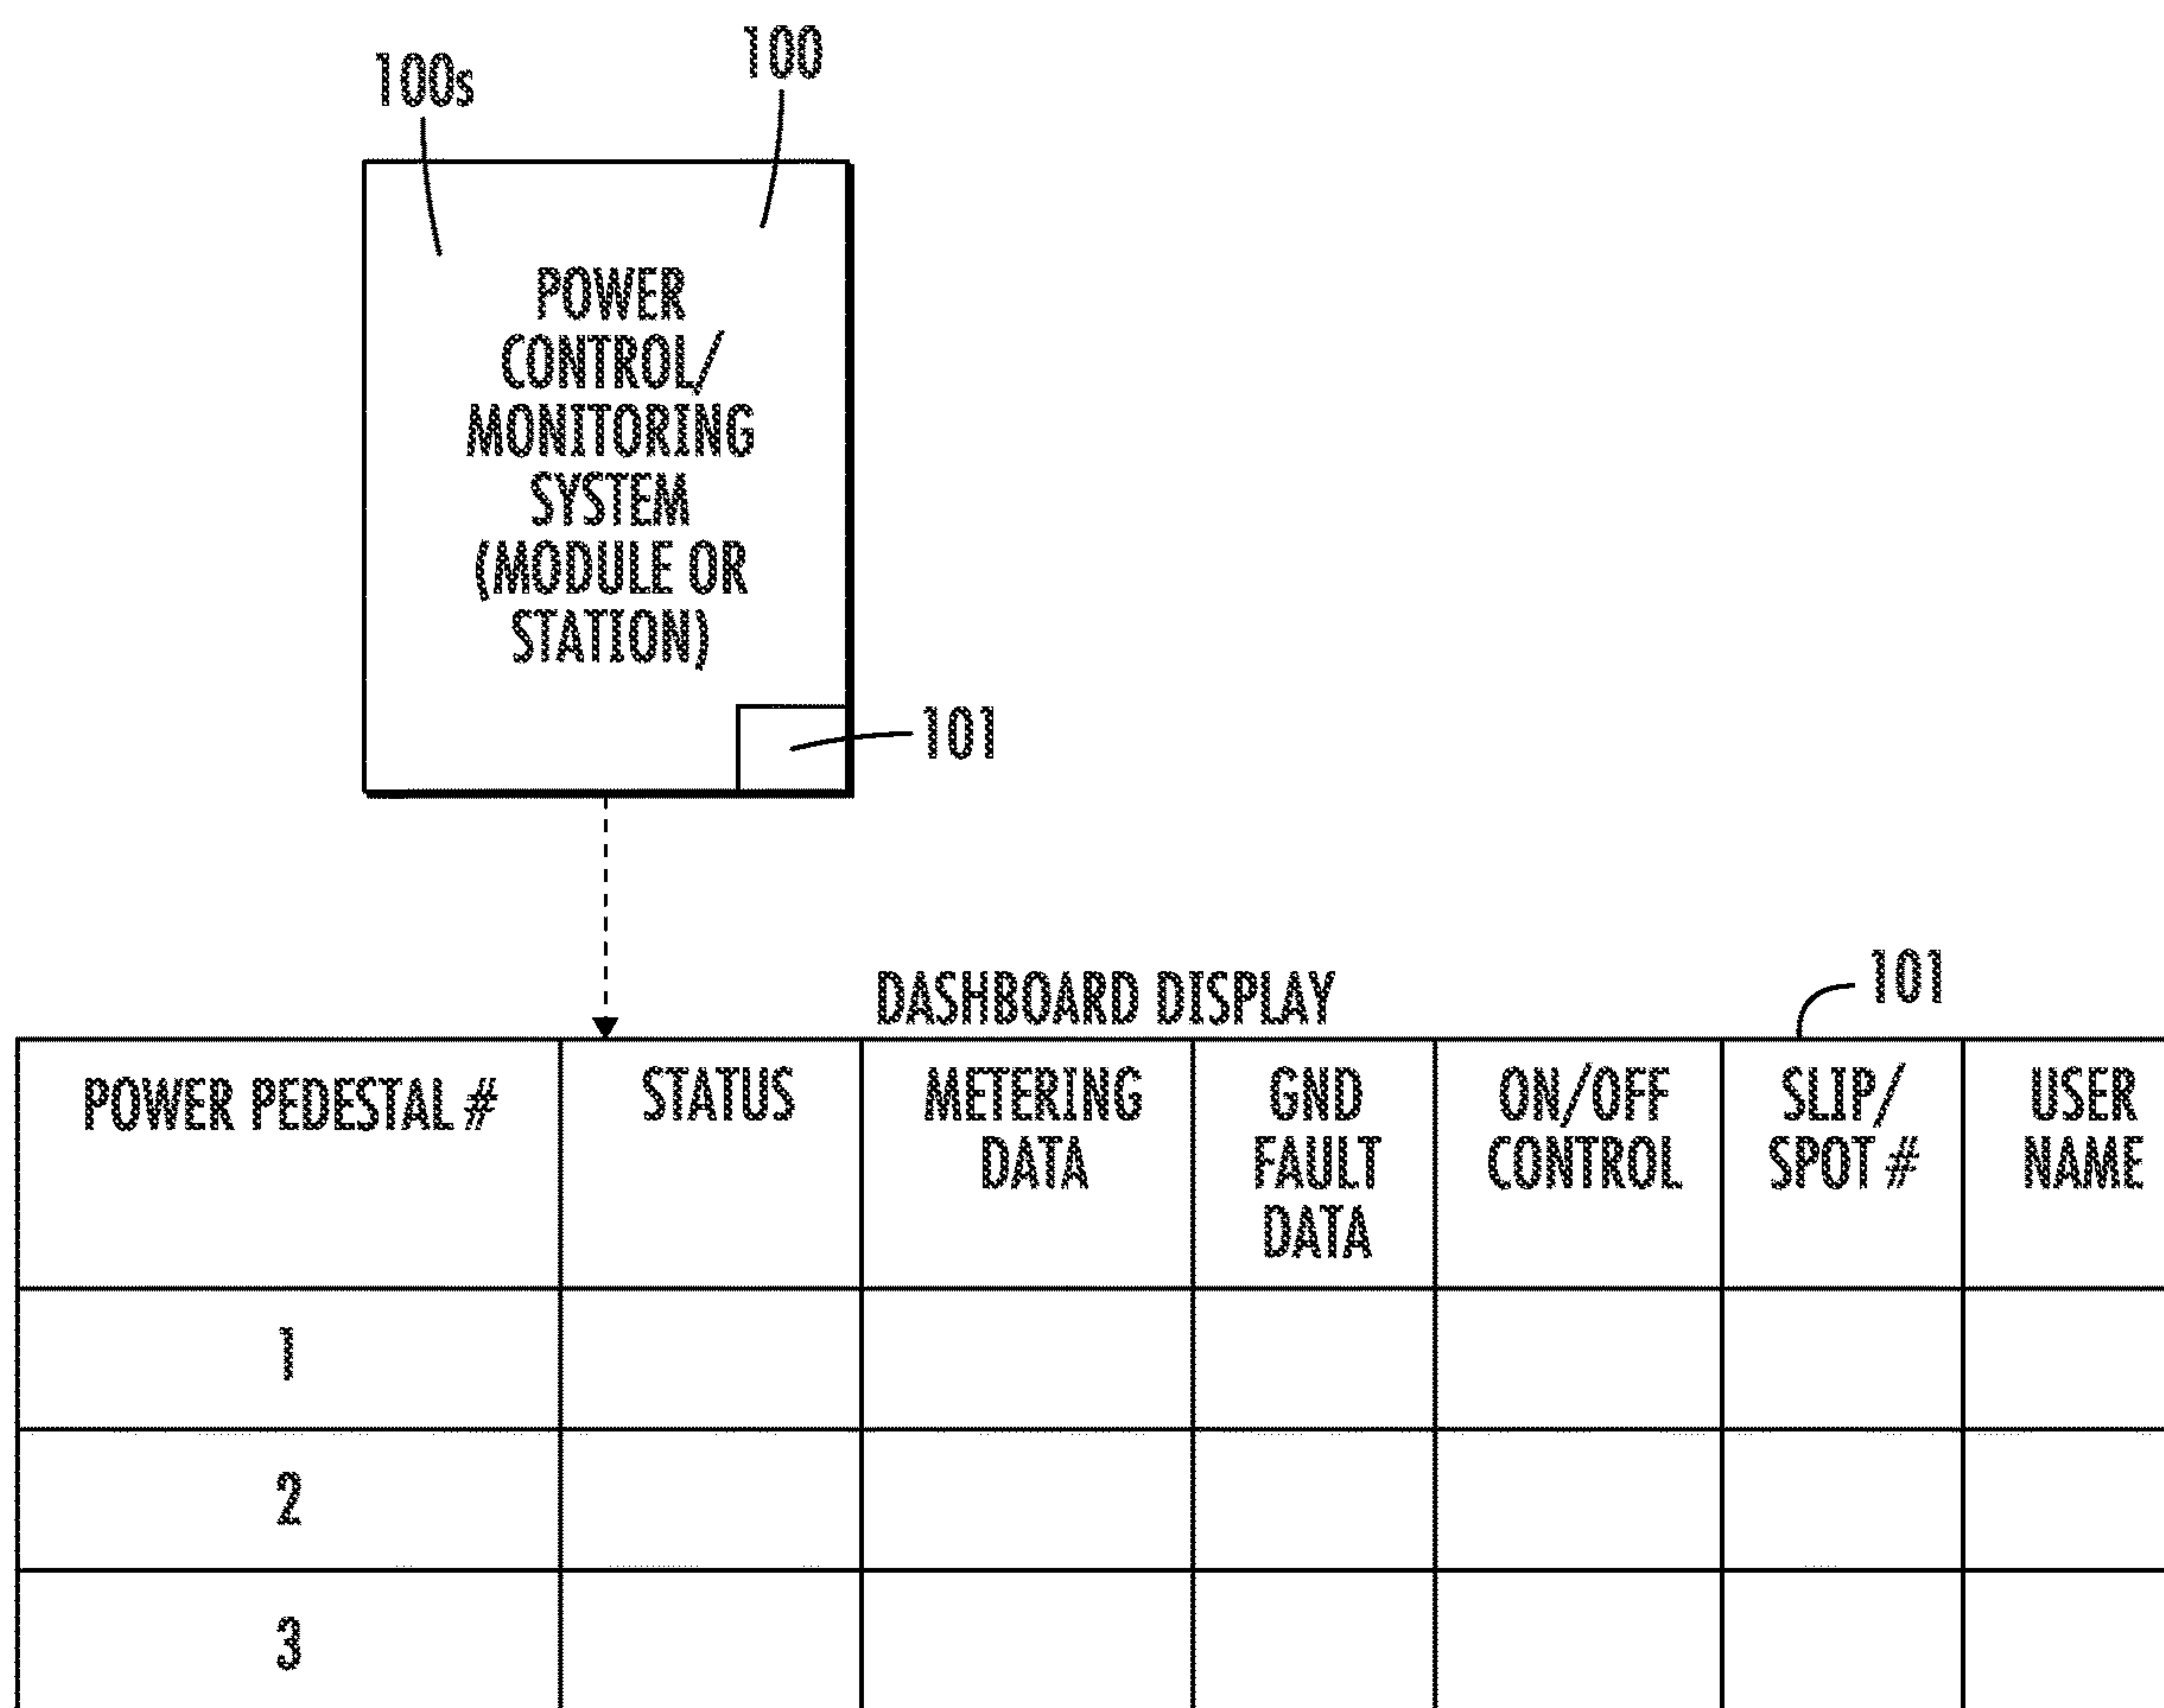 100s
100
POWER
CONTROL/
MONITORING
SYSTEM
(MODULE OR
STATION)
101
DASHBOARD DISPLAY
101
POWER PEDESTAL #
STATUS
METERING
DATA
GND
FAULT
DATA
ON/OFF
CONTROL
SLIP/
SPOT #
USER
NAME
1
2
3